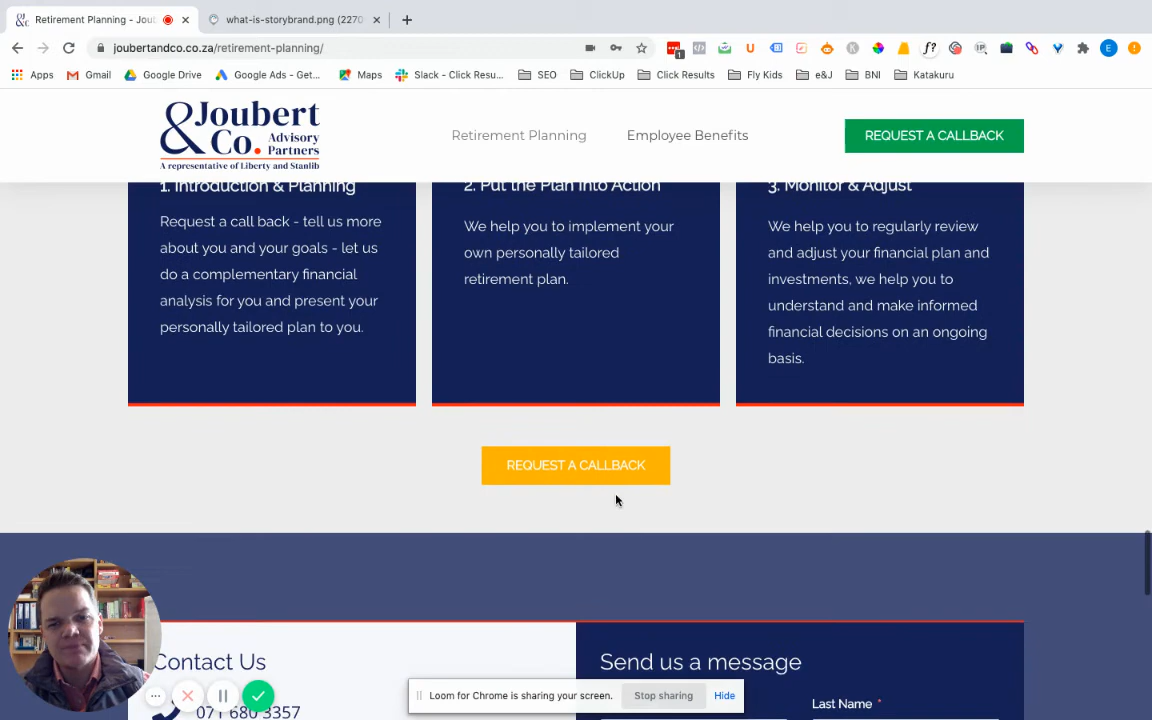 Retirement Planning - Jou
what-is-storybrand.png (2270
joubertandco.co.za/retirement-planning/
Apps
Gmail
Google Drive
Google Ads - Get...
Maps
Slack - Click Resu...
SEO
ClickUp
Click Results
Fly Kids
e&J
BNI
Katakuru
&Joubert
Co. Advisory
Partners
A representative of Liberty and Stanlib
Retirement Planning
Employee Benefits
REQUEST A CALLBACK
1. Introduction & Planning
Request a call back - tell us more
about you and your goals - let us
do a complementary financial
analysis for you and present your
personally tailored plan to you.
2. Put the Plan Into Action
We help you to implement your
own personally tailored
retirement plan.
3. Monitor & Adjust
We help you to regularly review
and adjust your financial plan and
investments, we help you to
understand and make informed
financial decisions on an ongoing
basis.
REQUEST A CALLBACK
Contact Us
071 680 3357
Send us a message
Last Name *
Loom for Chrome is sharing your screen.
Stop sharing
Hide